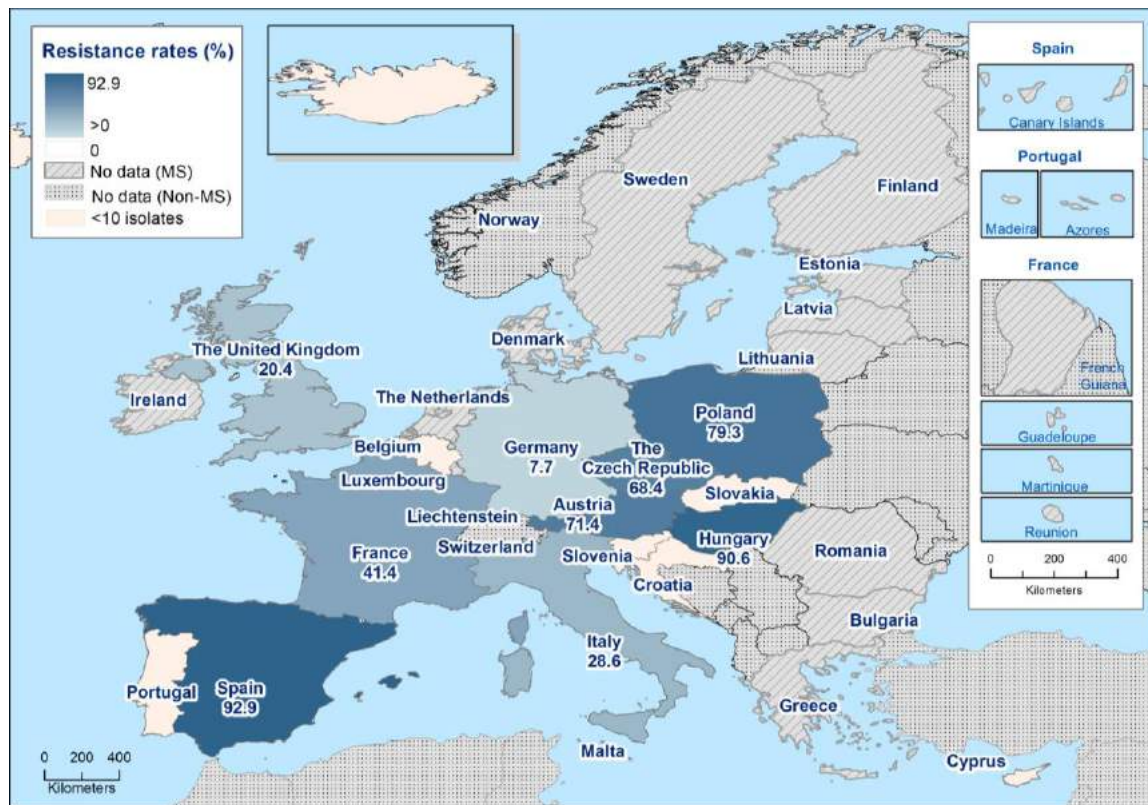 Resistance rates (%)
92.9
>0
0
No data (MS)
No data (Non-MS)
<10 isolates
Spain
Canary Islands
Portugal
Madeira
Azores
France
French
Guiana
Guadeloupe
Martinique
Reunion
0 200 400
Kilometers
Sweden
Finland
Norway
Estonia
Latvia
Denmark
Lithuania
The United Kingdom
20.4
Ireland
The Netherlands
Poland
79.3
Belgium
Germany
7.7
The
Czech Republic
68.4
Luxembourg
Slovakia
Austria
71.4
Liechtenstein
Switzerland
Hungary
90.6
Slovenia
Romania
France
41.4
Croatia
Bulgaria
Italy
28.6
Portugal
Spain
92.9
Greece
Malta
Cyprus
0 200 400
Kilometers